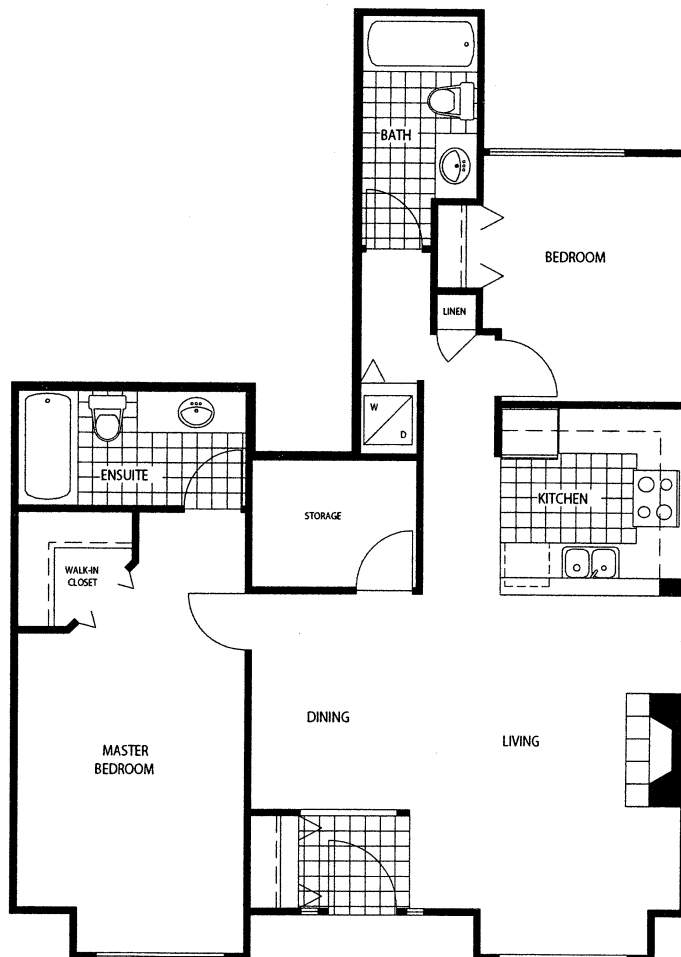 BATH
BEDROOM
LINEN
W
D
ENSUITE
KITCHEN
STORAGE
WALK-IN
CLOSET
DINING
LIVING
MASTER
BEDROOM